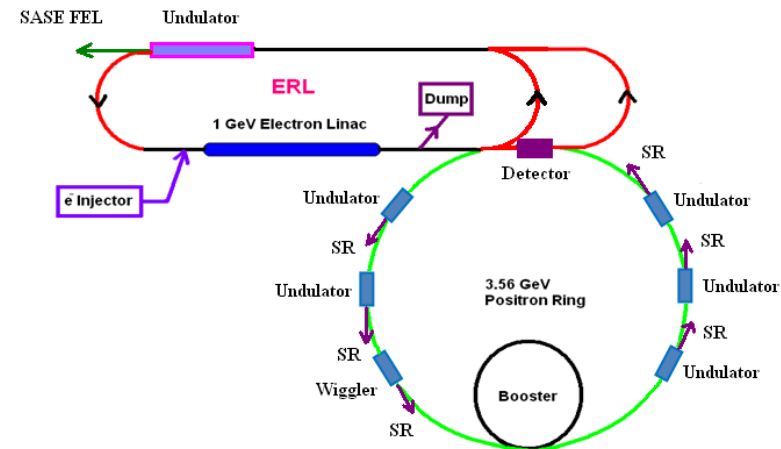 SASE FEL
Undulator
ERL
Dump
1 GeV Electron Linac
e⁻ Injector
Detector
SR
Undulator
Undulator
SR
SR
Undulator
3.56 GeV
Positron Ring
Undulator
SR
SR
Wiggler
Undulator
Booster
SR